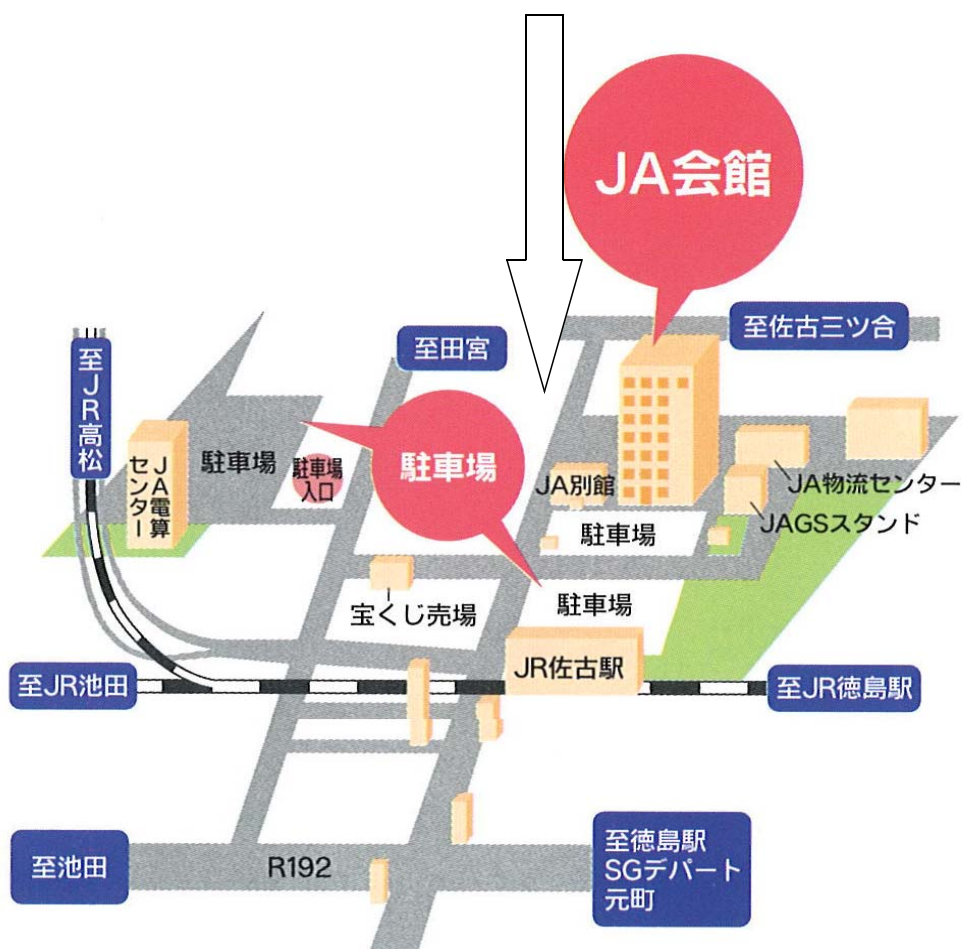 JA会館
至佐古三ツ合
至田宮
至JR高松
JA電算
センター
駐車場
駐車場
入口
駐車場
JA別館
JA物流センター
JAGSスタンド
駐車場
宝くじ売場
駐車場
JR佐古駅
至JR池田
至JR徳島駅
至池田
R192
至徳島駅
SGデパート
元町